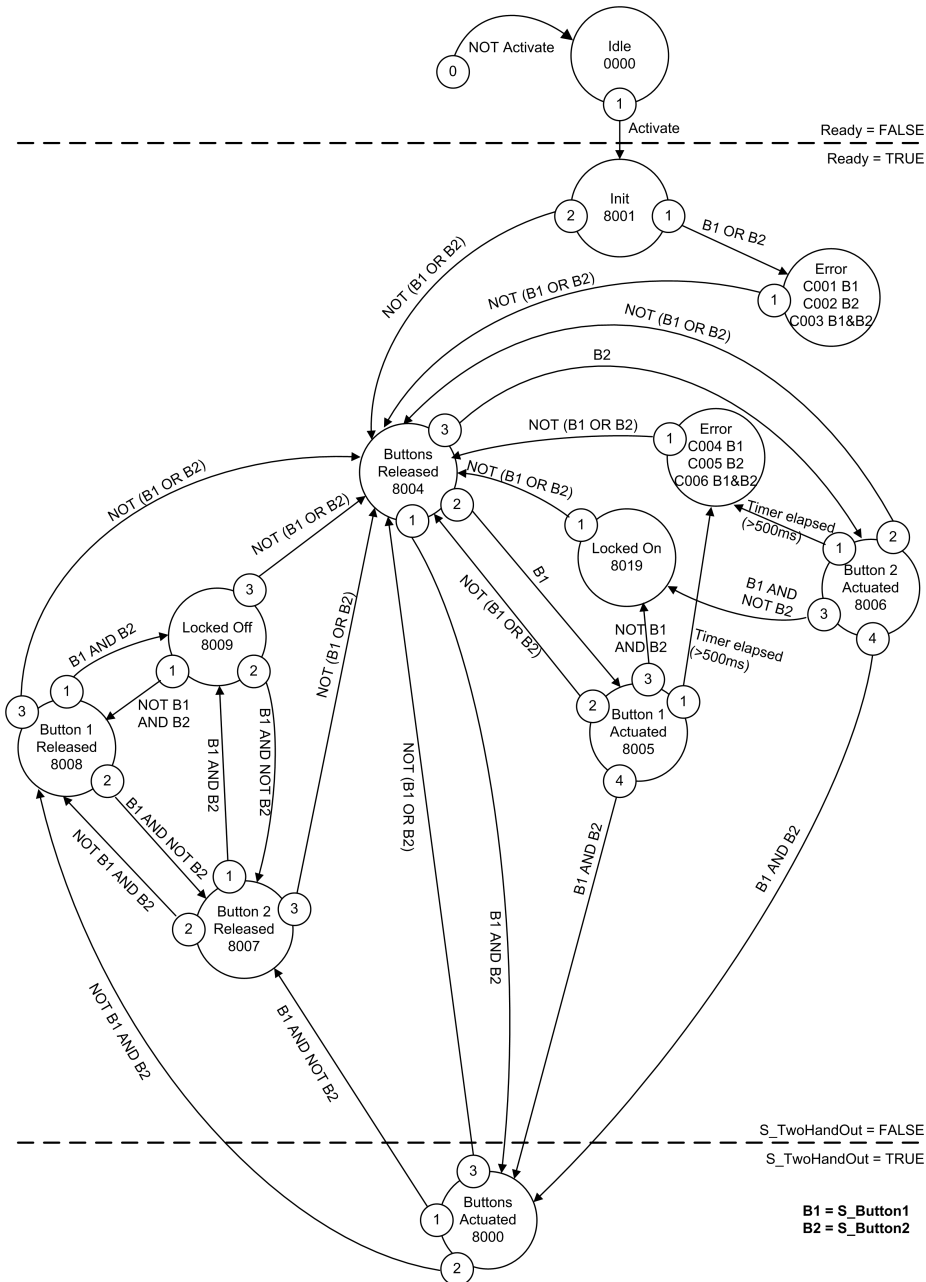 NOT Activate
0
Idle
0000
1
Activate
Ready = FALSE
Ready = TRUE
Init
8001
2
1
B1 OR B2
NOT (B1 OR B2)
Error
C001 B1
C002 B2
C003 B1&B2
1
NOT (B1 OR B2)
NOT (B1 OR B2)
B2
3
Buttons
Released
8004
1
2
NOT (B1 OR B2)
1
Error
C004 B1
C005 B2
C006 B1&B2
NOT (B1 OR B2)
1
Locked On
8019
Timer elapsed
(>500ms)
1
2
Button 2
Actuated
8006
3
4
B1 AND
NOT B2
NOT (B1 OR B2)
NOT (B1 OR B2)
3
Locked Off
8009
1
2
B1 AND B2
NOT B1
AND B2
B1
NOT (B1 OR B2)
NOT B1
AND B2
Timer elapsed
(>500ms)
3
2
1
Button 1
Actuated
8005
4
3
1
Button 1
Released
8008
2
B1 AND B2
B1 AND NOT B2
NOT (B1 OR B2)
B1 AND NOT B2
NOT B1 AND B2
1
2
3
Button 2
Released
8007
NOT (B1 OR B2)
B1 AND B2
B1 AND B2
B1 AND B2
NOT B1 AND B2
B1 AND NOT B2
S_TwoHandOut = FALSE
S_TwoHandOut = TRUE
3
1
Buttons
Actuated
8000
2
B1 = S_Button1
B2 = S_Button2